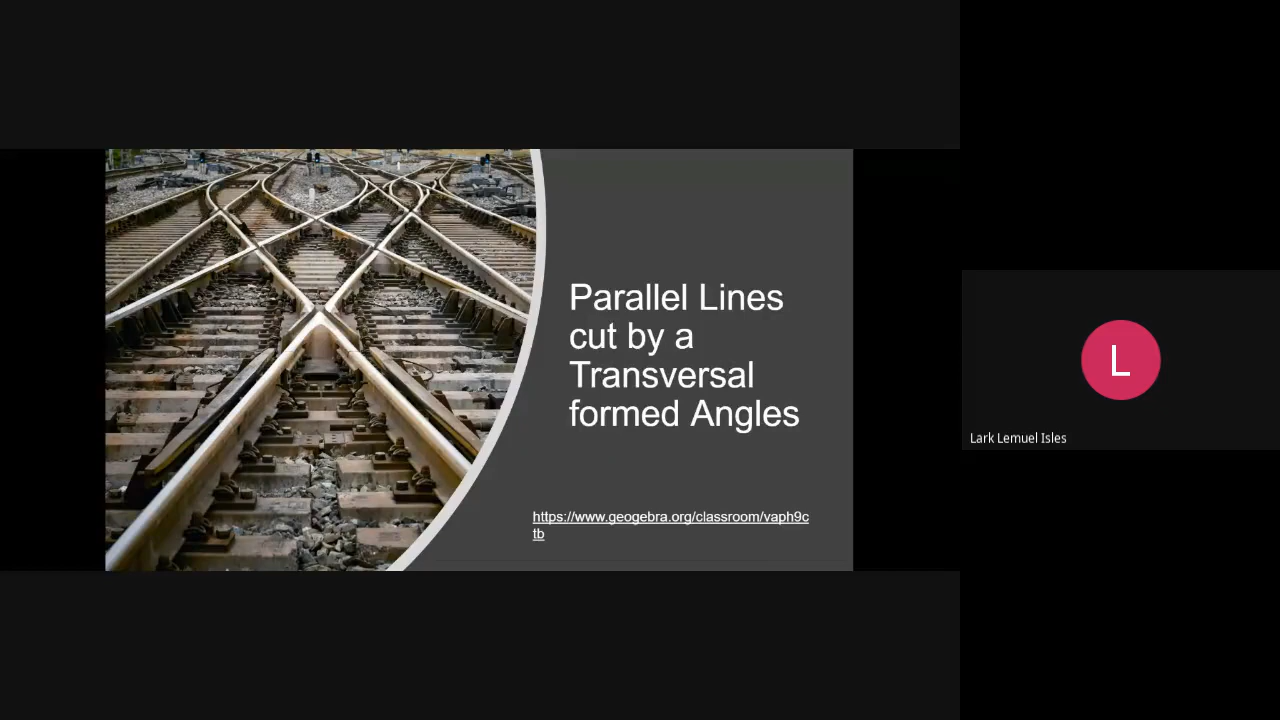 Parallel Lines
cut by a
Transversal
formed Angles
https://www.geogebra.org/classroom/vaph9c
tb
L
Lark Lemuel Isles